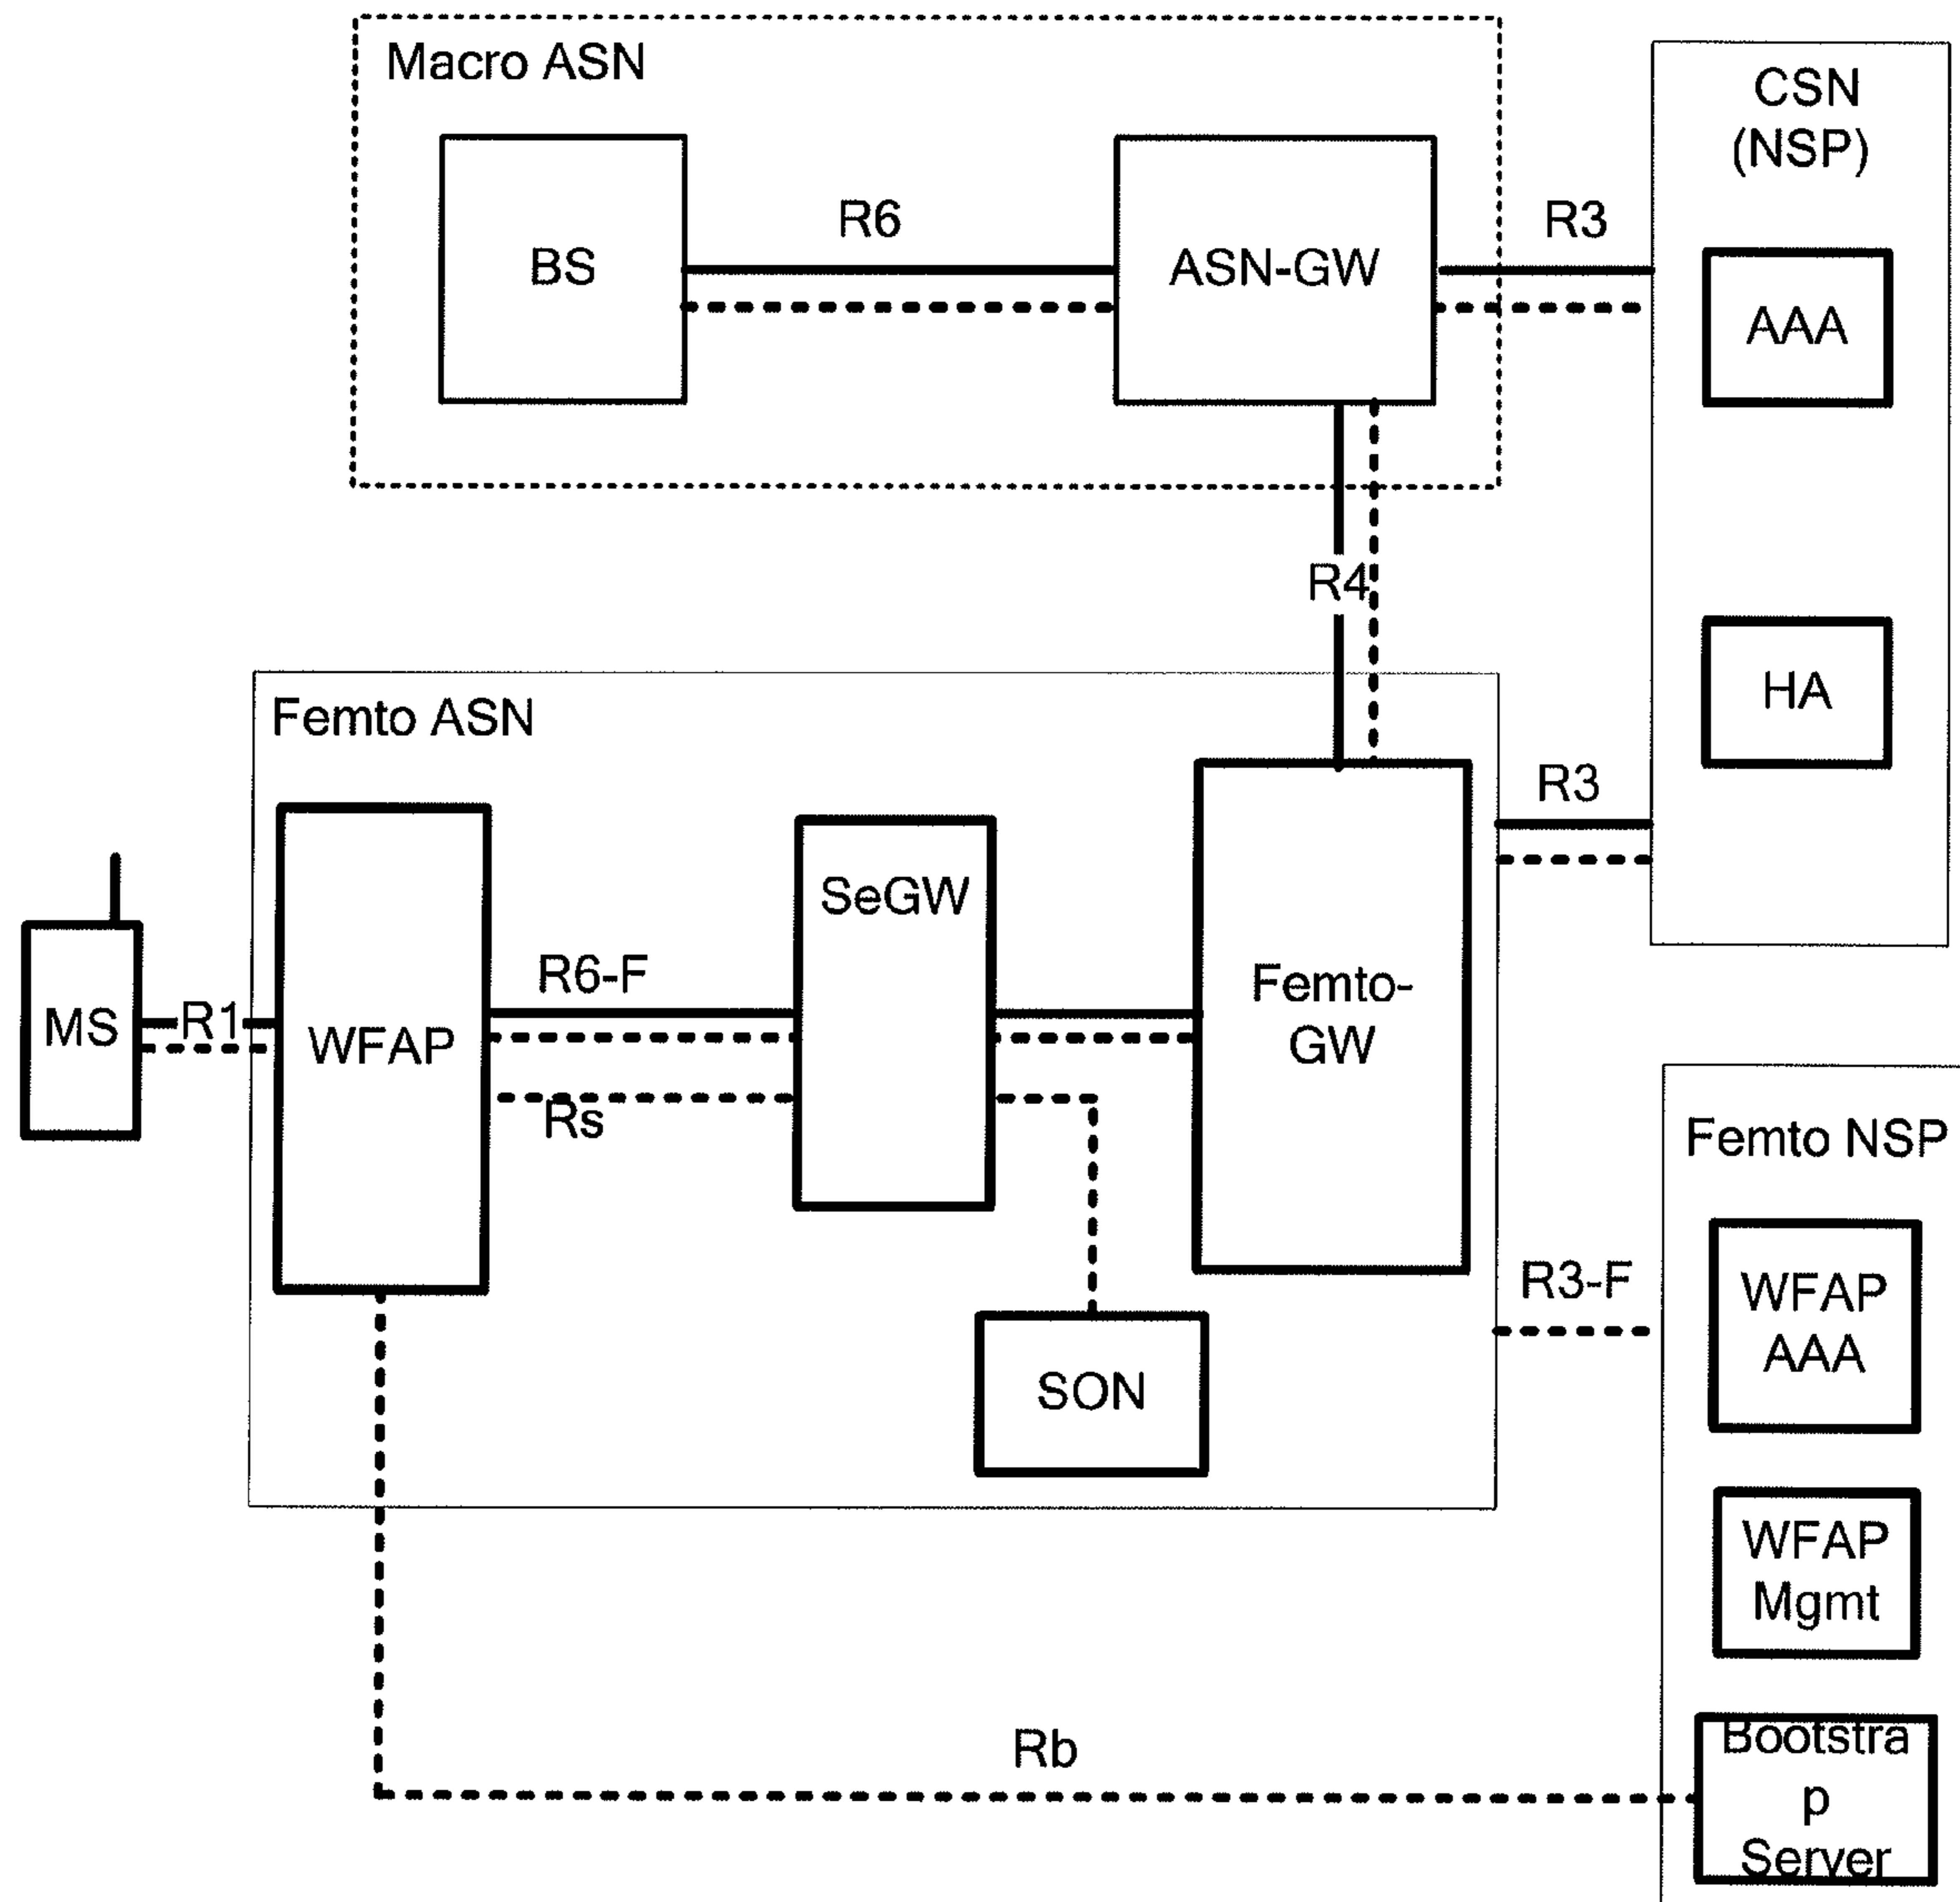 Macro ASN
BS
R6
ASN-GW
R3
CSN
(NSP)
AAA
HA
R4
Femto ASN
R3
MS
R1
WFAP
R6-F
Rs
SeGW
Femto-
GW
SON
R3-F
Femto NSP
WFAP
AAA
WFAP
Mgmt
Rb
Bootstra
p
Server